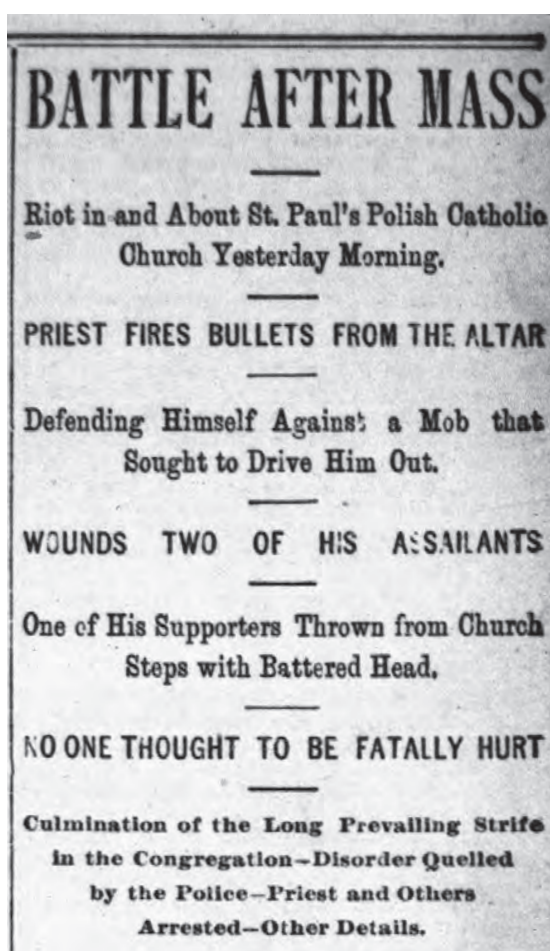 BATTLE AFTER MASS
Riot in and About St. Paul's Polish Catholic
Church Yesterday Morning.
PRIEST FIRES BULLETS FROM THE ALTAR
Defending Himself Against a Mob that
Sought to Drive Him Out.
WOUNDS TWO OF HIS ASSAILANTS
One of His Supporters Thrown from Church
Steps with Battered Head.
NO ONE THOUGHT TO BE FATALLY HURT
Culmination of the Long Prevailing Strife
in the Congregation—Disorder Quelled
by the Police—Priest and Others
Arrested—Other Details.